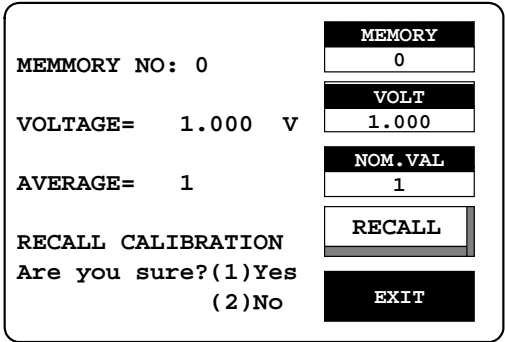 MEMMORY NO: 0
VOLTAGE= 1.000 V
AVERAGE= 1
RECALL CALIBRATION
Are you sure?(1)Yes
(2)No
MEMORY
0
VOLT
1.000
NOM.VAL
1
RECALL
EXIT